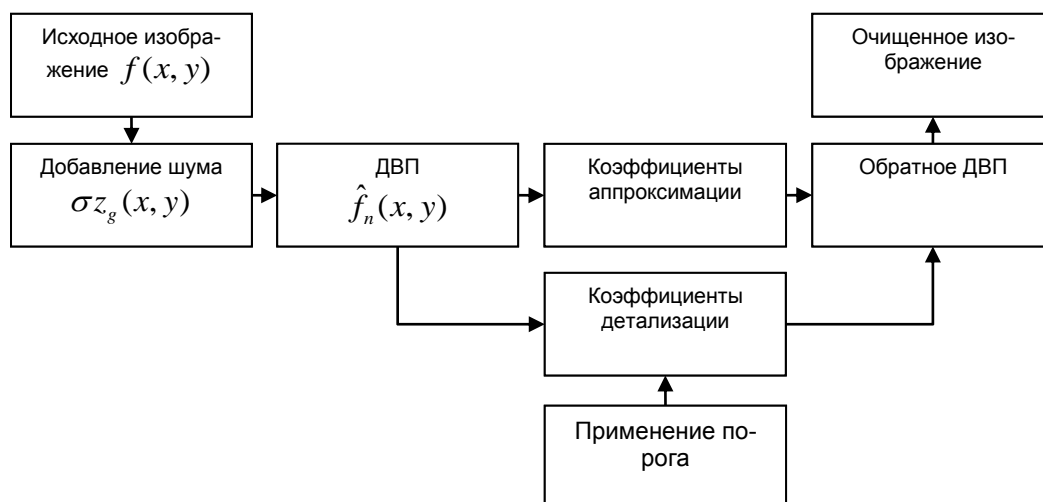 Исходное изобра-
жение f(x, y)
Добавление шума
σz_g(x, y)
ДВП
f̂_n(x, y)
Коэффициенты
аппроксимации
Коэффициенты
детализации
Применение по-
рога
Обратное ДВП
Очищенное изо-
бражение